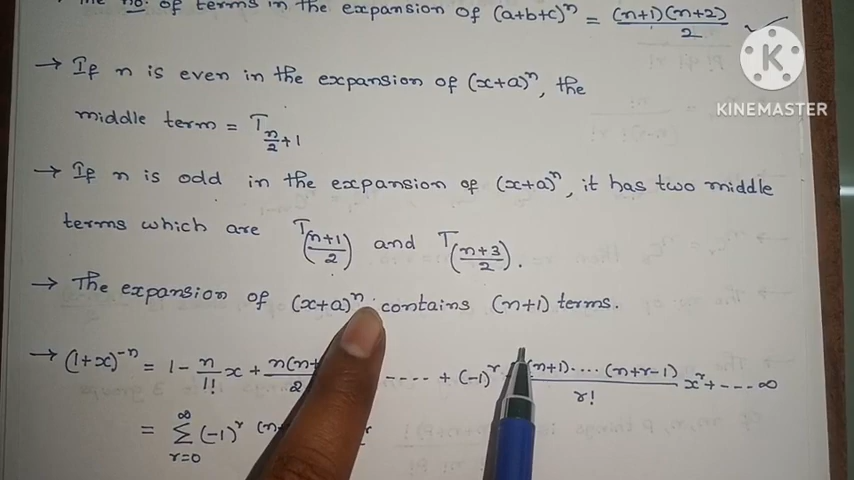 no. of terms in the expansion of (a+b+c)^n = (n+1)(n+2)/2 ✓
K
KINEMASTER
→ If n is even in the expansion of (x+a)^n, the
middle term = T_{n/2+1}
→ If n is odd in the expansion of (x+a)^n, it has two middle
terms which are T_{(n+1/2)} and T_{(n+3/2)}.
→ The expansion of (x+a)^n contains (n+1) terms.
→ (1+x)^{-n} = 1 - n/1! x + n(n+ ---- + (-1)^r (n+1)....(n+r-1)/r! x^r + ---- ∞
= ∑_{r=0}^{∞} (-1)^r